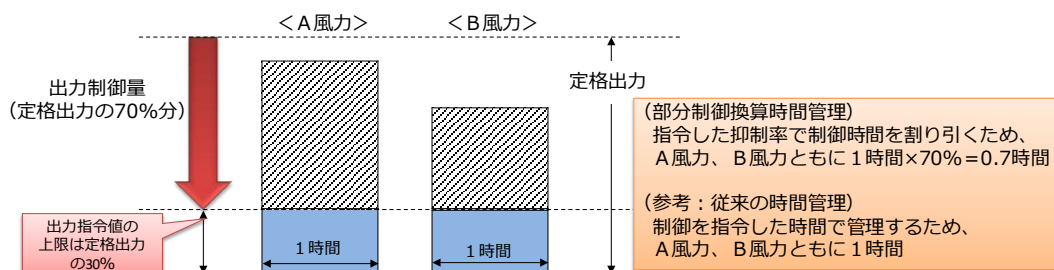 ＜Ａ風力＞
＜Ｂ風力＞
出力制御量
（定格出力の70％分）
定格出力
出力指令値の
上限は定格出力
の30％
１時間
１時間
（部分制御換算時間管理）
指令した抑制率で制御時間を割り引くため、
Ａ風力、Ｂ風力ともに１時間×70％＝0.7時間
（参考：従来の時間管理）
制御を指令した時間で管理するため、
Ａ風力、Ｂ風力ともに１時間